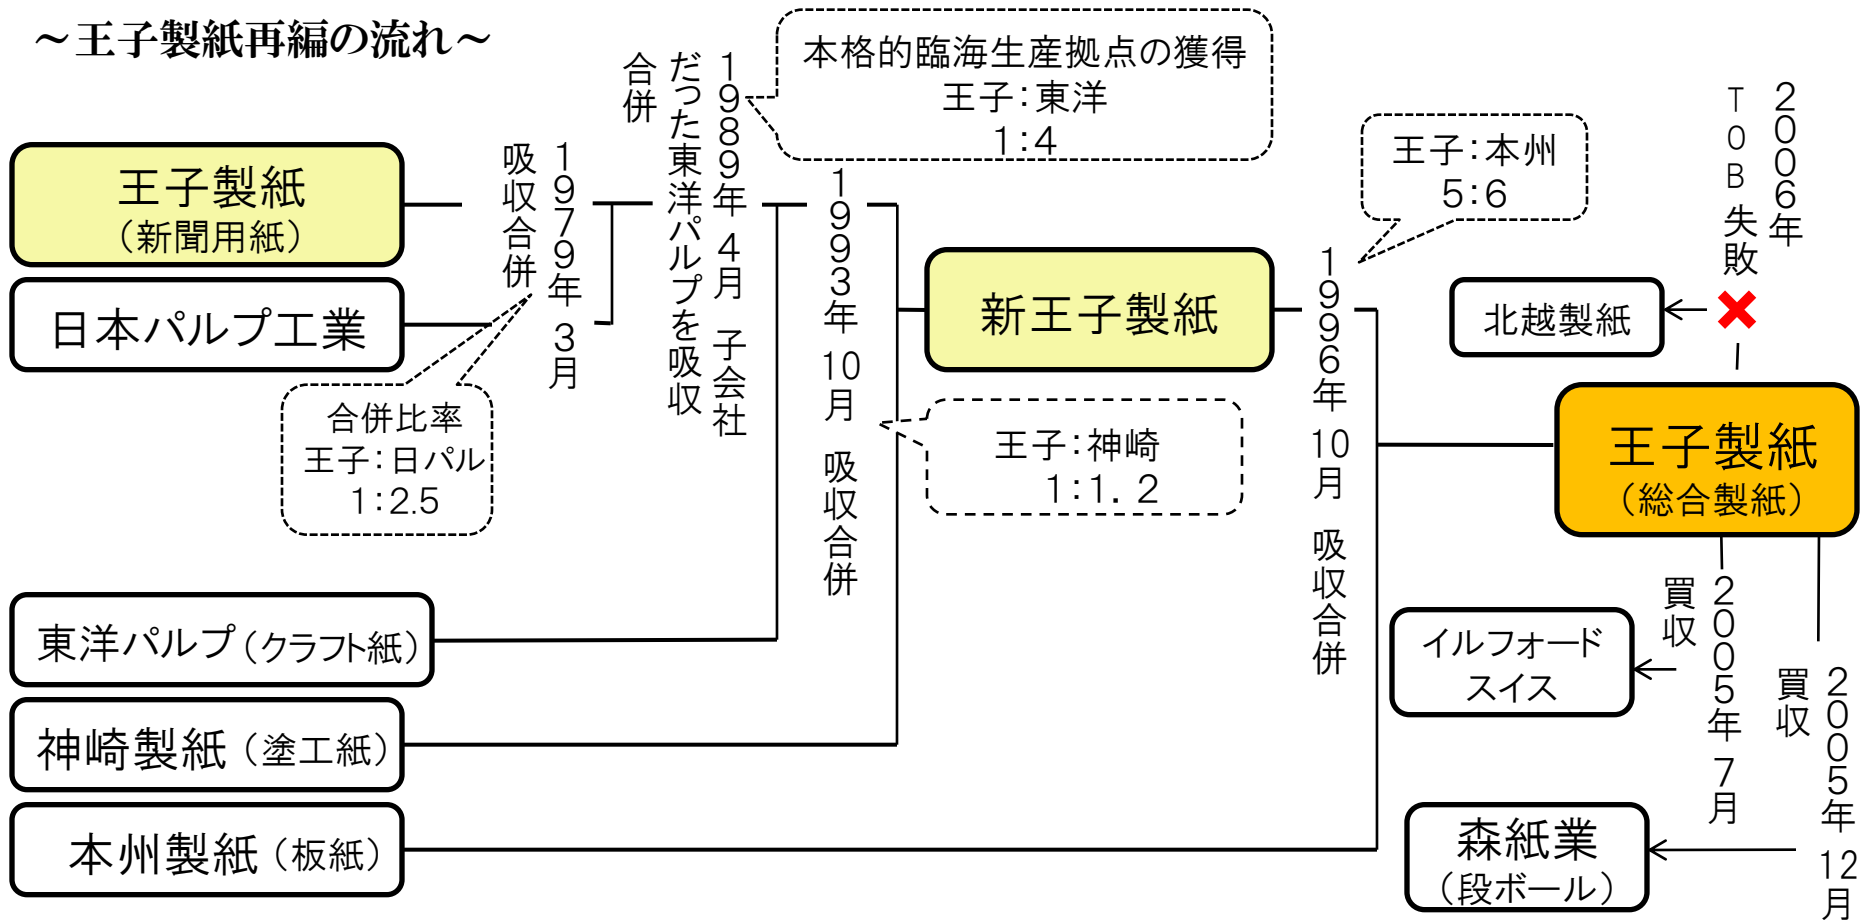 ～王子製紙再編の流れ～
王子製紙
（新聞用紙）
日本パルプ工業
吸収合併
1979年3月
合併比率
王子：日パル
1：2.5
1989年4月 子会社
だった東洋パルプを吸収
合併
本格的臨海生産拠点の獲得
王子：東洋
1：4
1993年10月 吸収合併
新王子製紙
王子：神崎
1：1．2
王子：本州
5：6
1996年10月 吸収合併
2006年
TOB失敗
北越製紙
王子製紙
（総合製紙）
2005年7月
買収
イルフォード
スイス
2005年12月
買収
森紙業
（段ボール）
東洋パルプ（クラフト紙）
神崎製紙（塗工紙）
本州製紙（板紙）